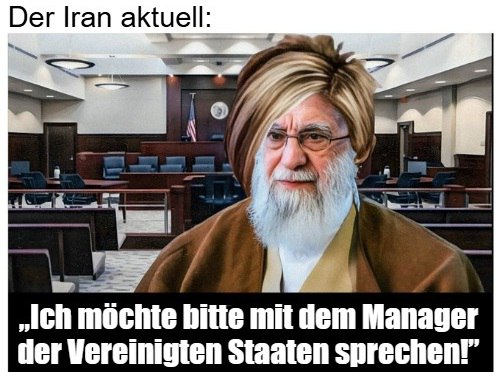 Der Iran aktuell:
„Ich möchte bitte mit dem Manager
der Vereinigten Staaten sprechen!”